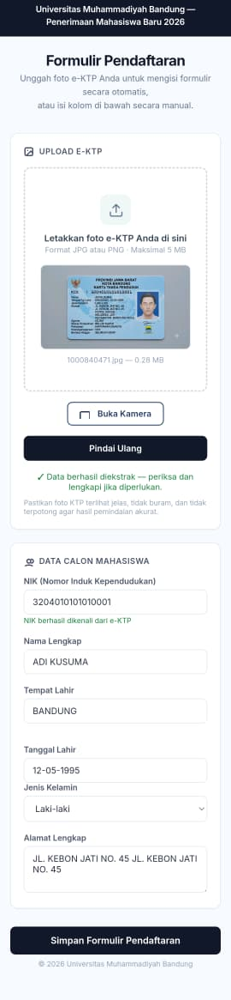 Universitas Muhammadiyah Bandung —
Penerimaan Mahasiswa Baru 2026
Formulir Pendaftaran
Unggah foto e-KTP Anda untuk mengisi formulir
secara otomatis,
atau isi kolom di bawah secara manual.
UPLOAD E-KTP
Letakkan foto e-KTP Anda di sini
Format JPG atau PNG · Maksimal 5 MB
PROVINSI JAWA BARAT
KOTA BANDUNG
KARTU TANDA PENDUDUK
NIK
1000840471.jpg — 0.28 MB
Buka Kamera
Pindai Ulang
✓ Data berhasil diekstrak — periksa dan
lengkapi jika diperlukan.
Pastikan foto KTP terlihat jelas, tidak buram, dan tidak
terpotong agar hasil pemindaian akurat.
DATA CALON MAHASISWA
NIK (Nomor Induk Kependudukan)
3204010101010001
NIK berhasil dikenali dari e-KTP
Nama Lengkap
ADI KUSUMA
Tempat Lahir
BANDUNG
Tanggal Lahir
12-05-1995
Jenis Kelamin
Laki-laki
Alamat Lengkap
JL. KEBON JATI NO. 45 JL. KEBON JATI
NO. 45
Simpan Formulir Pendaftaran
© 2026 Universitas Muhammadiyah Bandung